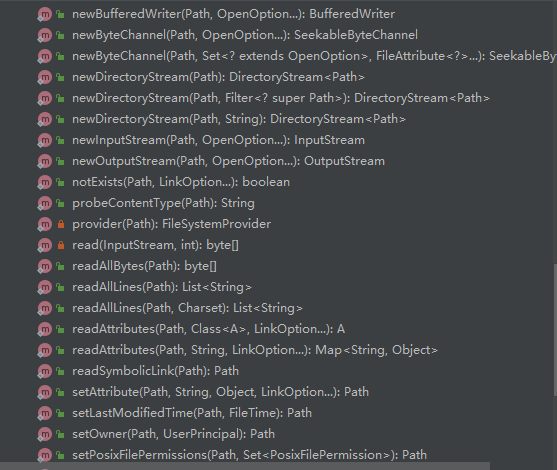 newBufferedWriter(Path, OpenOption...): BufferedWriter
newByteChannel(Path, OpenOption...): SeekableByteChannel
newByteChannel(Path, Set<? extends OpenOption>, FileAttribute<?>...): SeekableBy
newDirectoryStream(Path): DirectoryStream<Path>
newDirectoryStream(Path, Filter<? super Path>): DirectoryStream<Path>
newDirectoryStream(Path, String): DirectoryStream<Path>
newInputStream(Path, OpenOption...): InputStream
newOutputStream(Path, OpenOption...): OutputStream
notExists(Path, LinkOption...): boolean
probeContentType(Path): String
provider(Path): FileSystemProvider
read(InputStream, int): byte[]
readAllBytes(Path): byte[]
readAllLines(Path): List<String>
readAllLines(Path, Charset): List<String>
readAttributes(Path, Class<A>, LinkOption...): A
readAttributes(Path, String, LinkOption...): Map<String, Object>
readSymbolicLink(Path): Path
setAttribute(Path, String, Object, LinkOption...): Path
setLastModifiedTime(Path, FileTime): Path
setOwner(Path, UserPrincipal): Path
setPosixFilePermissions(Path, Set<PosixFilePermission>): Path